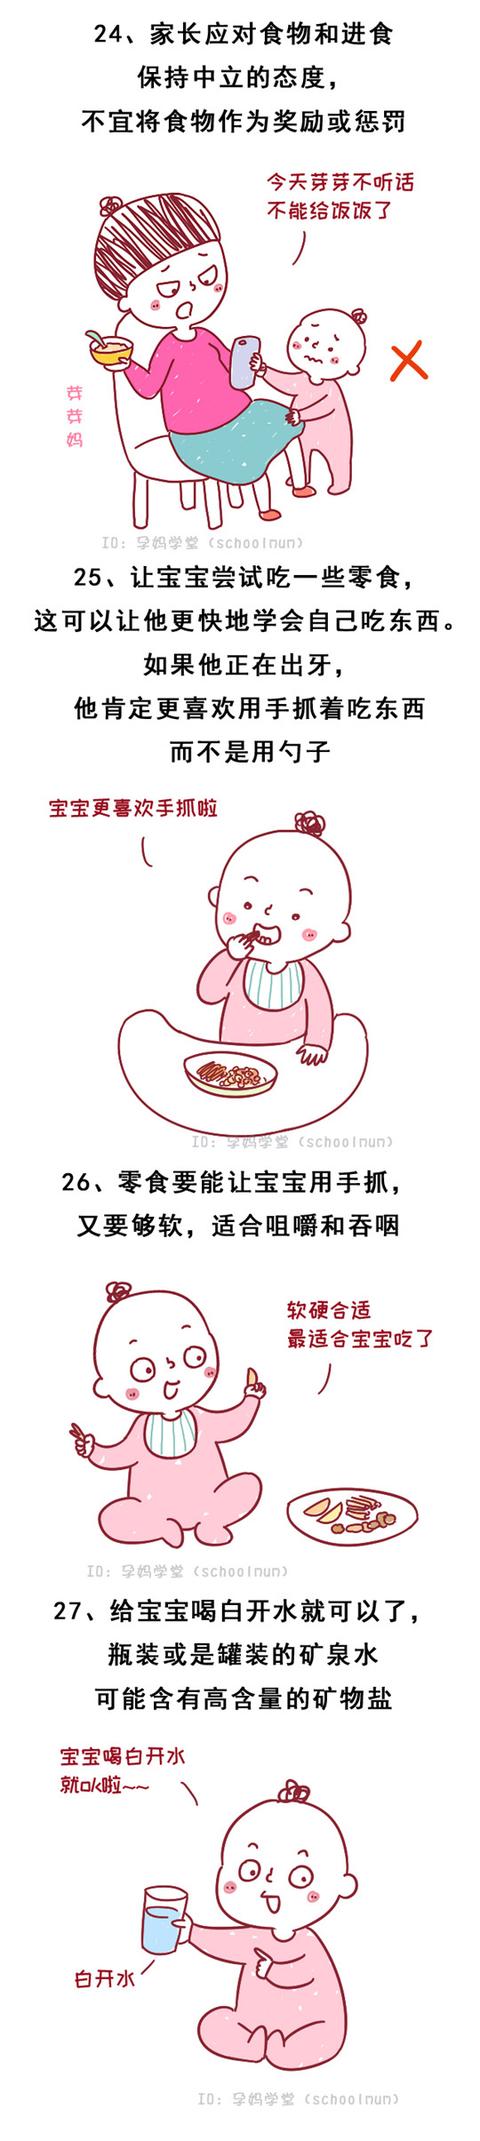 24、家长应对食物和进食
保持中立的态度，
不宜将食物作为奖励或惩罚
今天芽芽不听话
不能给饭饭了
芽芽妈
ID：孕妈学堂（schoolnun）
25、让宝宝尝试吃一些零食，
这可以让他更快地学会自己吃东西。
如果他正在出牙，
他肯定更喜欢用手抓着吃东西
而不是用勺子
宝宝更喜欢手抓啦
ID：孕妈学堂（schoolnun）
26、零食要能让宝宝用手抓，
又要够软，适合咀嚼和吞咽
软硬合适
最适合宝宝吃了
ID：孕妈学堂（schoolnun）
27、给宝宝喝白开水就可以了，
瓶装或是罐装的矿泉水
可能含有高含量的矿物盐
宝宝喝白开水
就ok啦~~
白开水
ID：孕妈学堂（schoolnun）